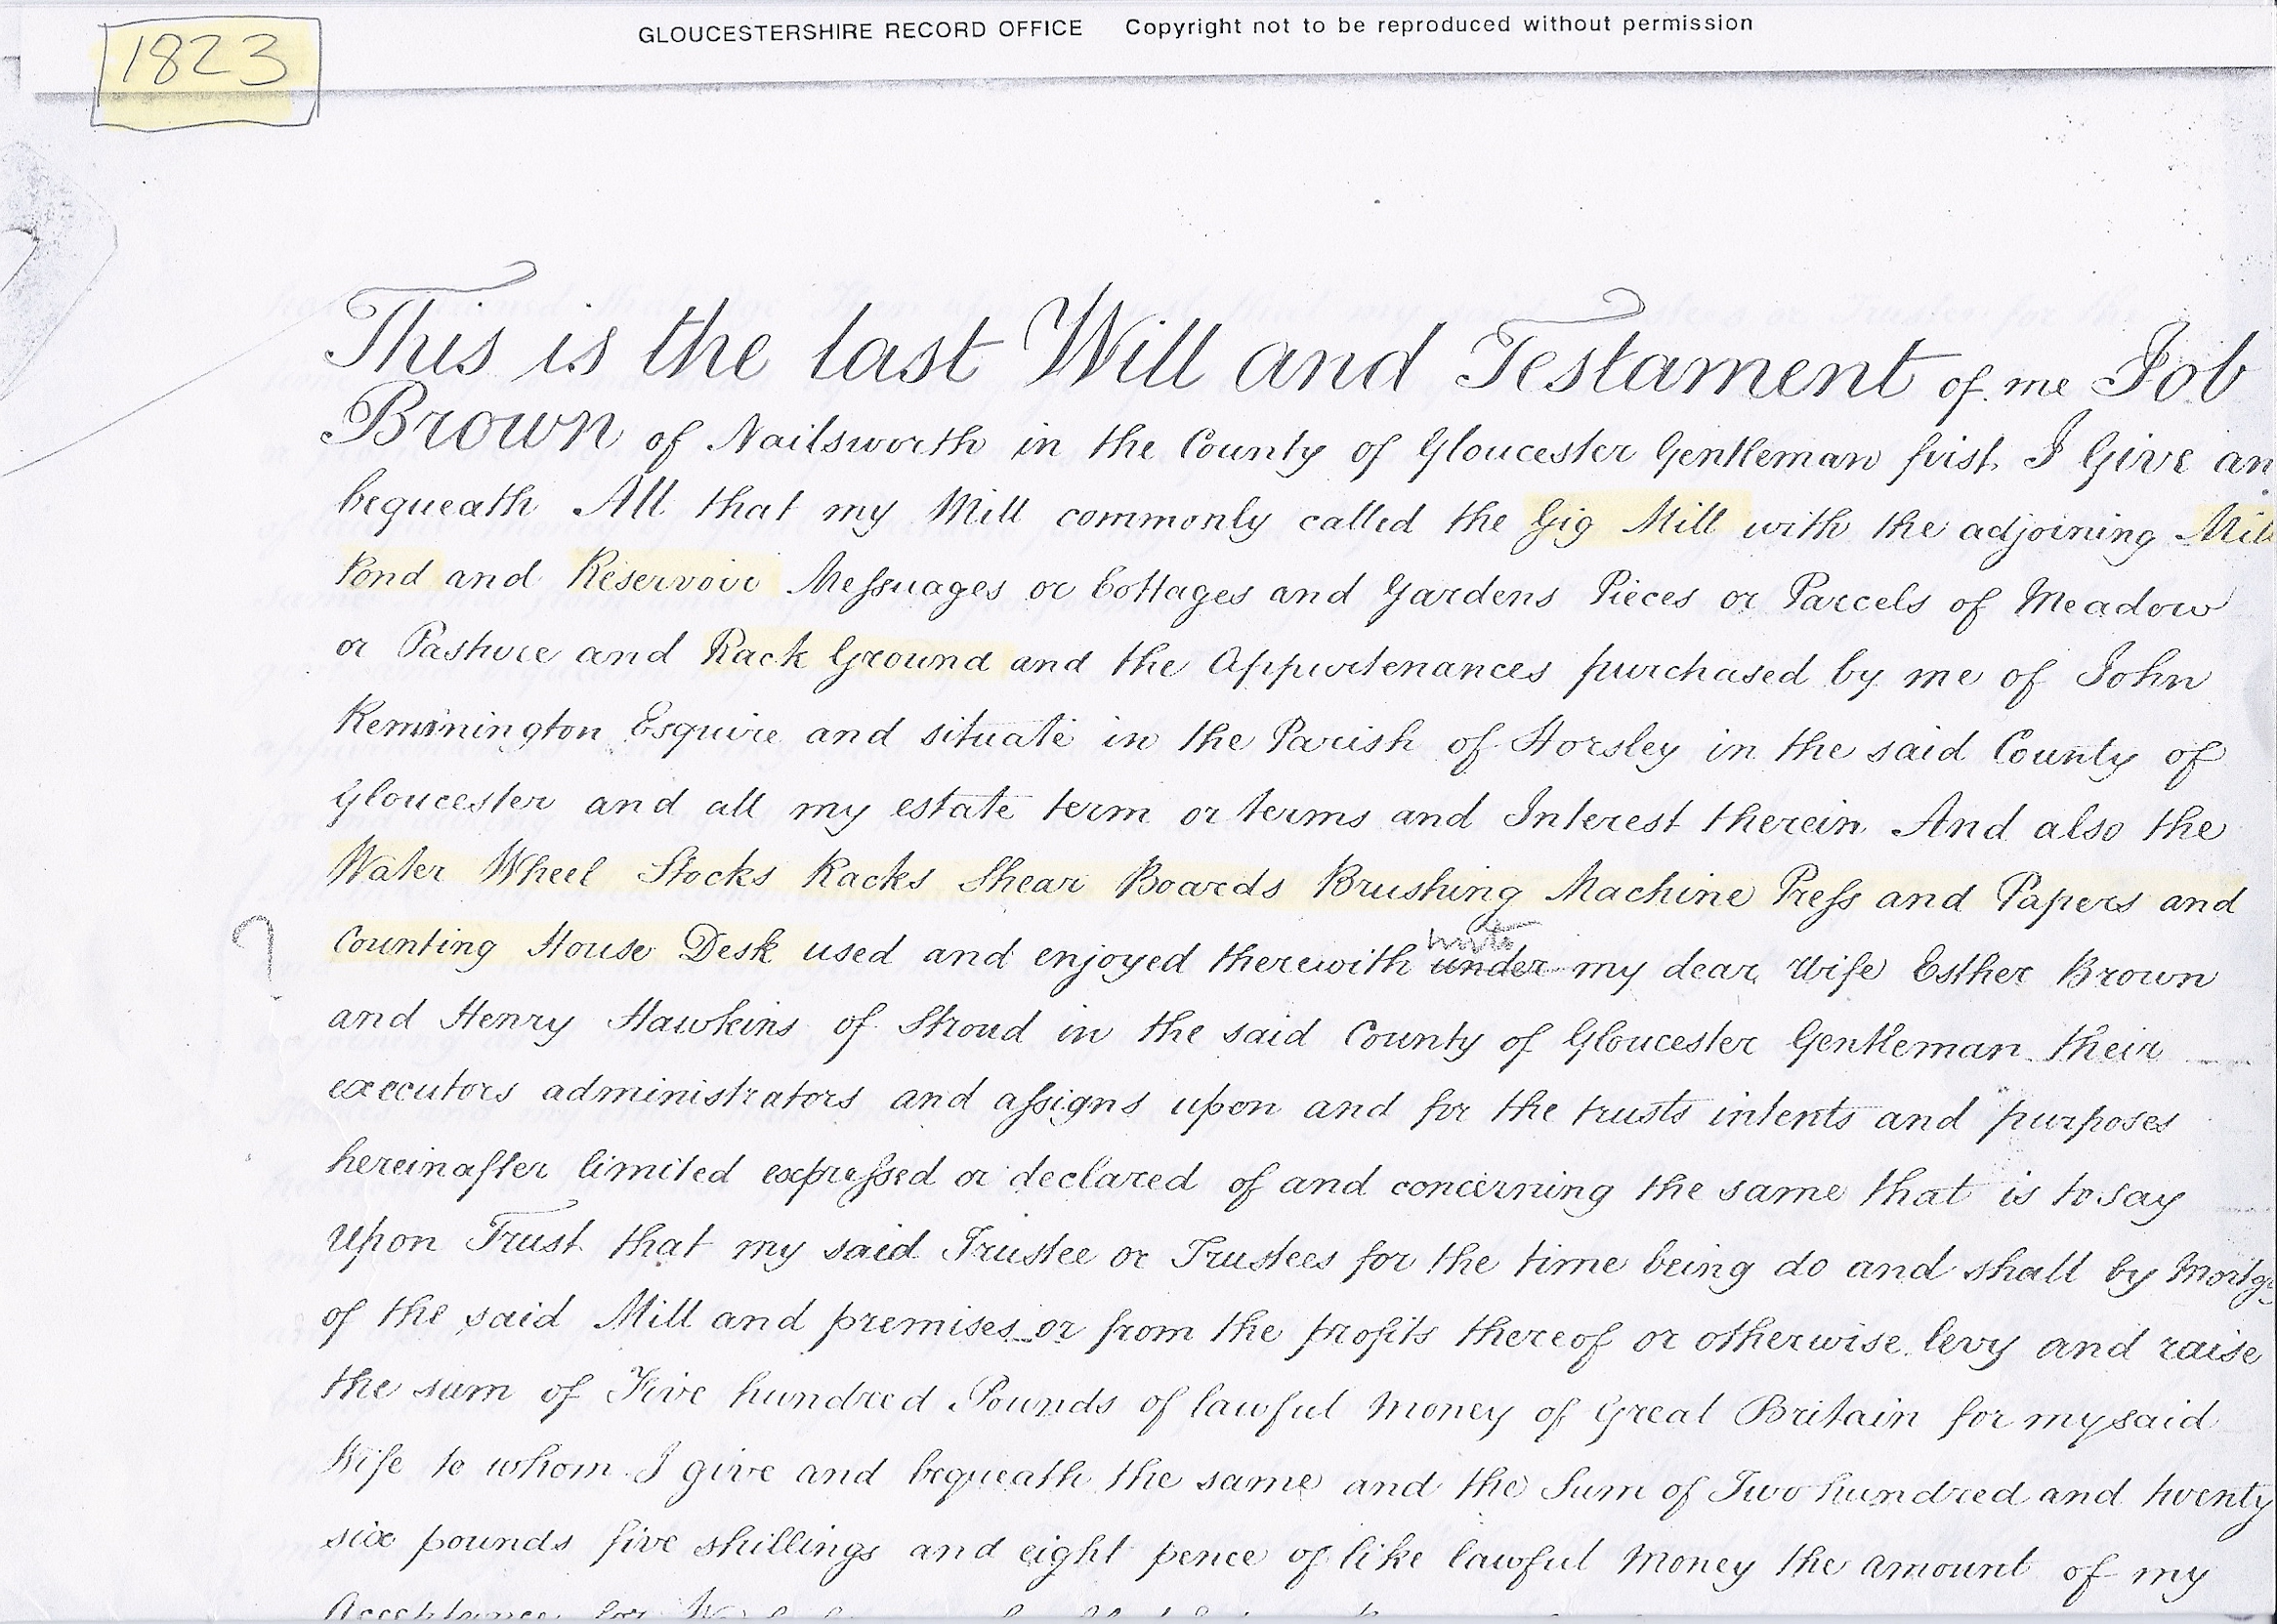 1823
GLOUCESTERSHIRE RECORD OFFICE Copyright not to be reproduced without permission
This is the last Will and Testament of me Job
Brown of Nailsworth in the County of Gloucester Gentleman first I Give an
bequeath All that my Mill commonly called the Gig Mill with the adjoining Mill
Pond and Reservoir Meſsuages or Cottages and Gardens Pieces or Parcels of Meadow
or Pasture and Rack Ground and the Appurtenances purchased by me of John
Remmington Esquire and situate in the Parish of Horsley in the said County of
Gloucester and all my estate term or terms and Interest therein And also the
Water Wheel Stocks Racks Shear Boards Brushing Machine Preſs and Papers and
? Counting House Desk used and enjoyed therewith under my dear Wife Esther Brown
and Henry Hawkins of Stroud in the said County of Gloucester Gentleman their
executors administrators and aſsigns upon and for the trusts intents and purposes
hereinafter limited expreſsed or declared of and concerning the same that is to say
Upon Trust that my said Trustee or Trustees for the time being do and shall by Mortg
of the said Mill and premises or from the profits thereof or otherwise levy and raise
the sum of Five hundred Pounds of lawful Money of Great Britain for my said
Wife to whom I give and bequeath the same and the Sum of Two hundred and twenty
six pounds five shillings and eight pence of like lawful Money the amount of my